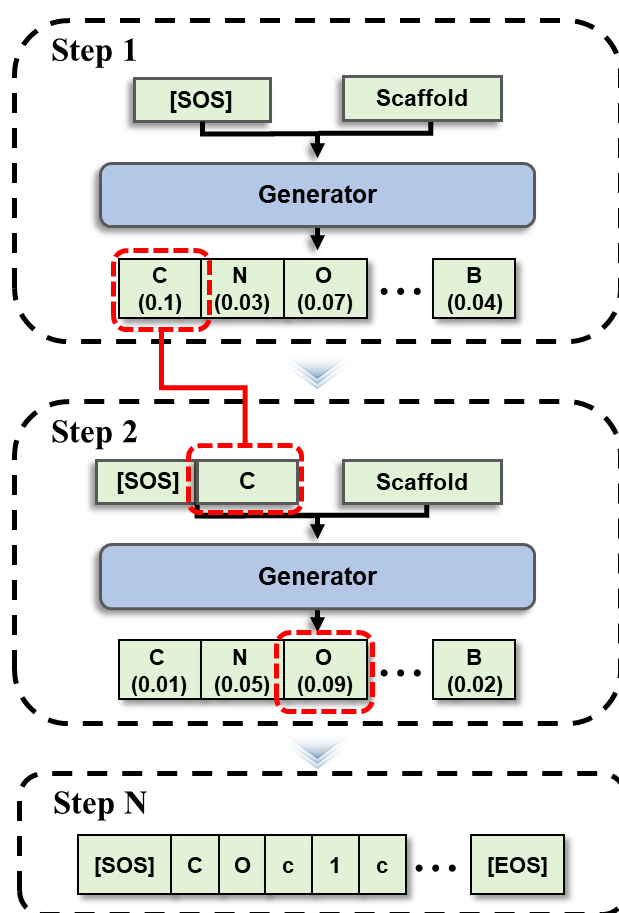 Step 1
[SOS] Scaffold
Generator
C N O B
(0.1) (0.03) (0.07) ••• (0.04)
Step 2
[SOS] C Scaffold
Generator
C N O B
(0.01) (0.05) (0.09) ••• (0.02)
Step N
[SOS] C O c 1 c ••• [EOS]